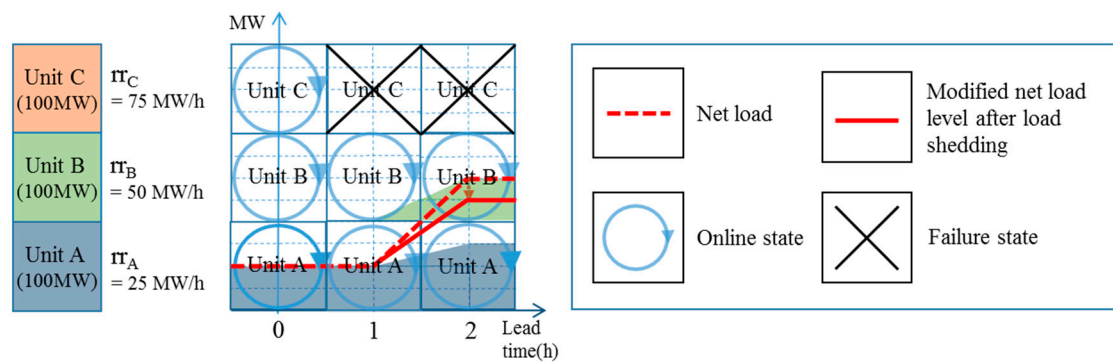 MW
Unit C
(100MW)
rr_C
= 75 MW/h
Unit C
Unit C
Unit C
Unit B
(100MW)
rr_B
= 50 MW/h
Unit B
Unit B
Unit B
Unit A
(100MW)
rr_A
= 25 MW/h
Unit A
Unit A
Unit A
0
1
2
Lead
time(h)
Net load
Modified net load
level after load
shedding
Online state
Failure state